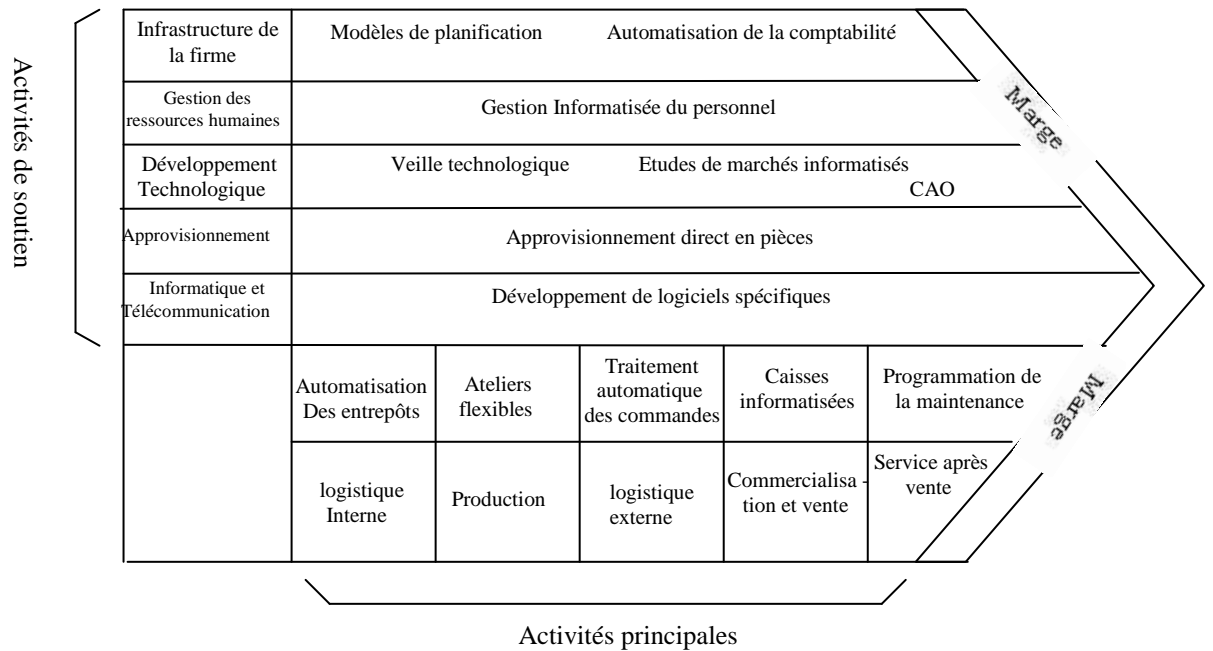 Activités de soutien
Infrastructure de
la firme
Modèles de planification
Automatisation de la comptabilité
Marge
Gestion des
ressources humaines
Gestion Informatisée du personnel
Développement
Technologique
Veille technologique
Etudes de marchés informatisés
CAO
Approvisionnement
Approvisionnement direct en pièces
Informatique et
Télécommunication
Développement de logiciels spécifiques
Automatisation
Des entrepôts
Ateliers
flexibles
Traitement
automatique
des commandes
Caisses
informatisées
Programmation de
la maintenance
Marge
logistique
Interne
Production
logistique
externe
Commercialisa -
tion et vente
Service après
vente
Activités principales